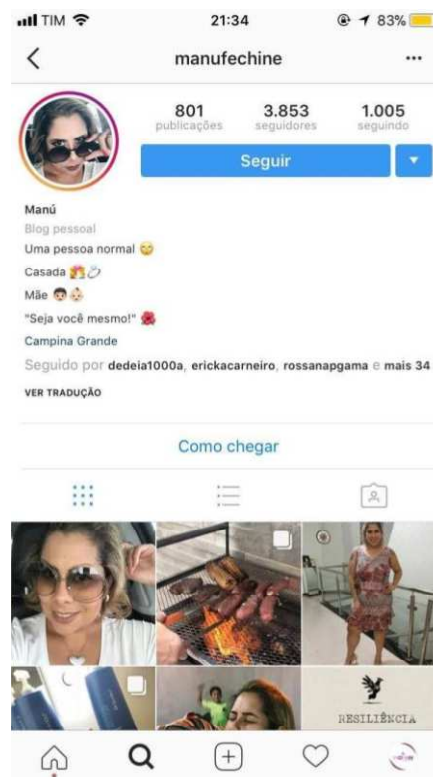 TIM 21:34 83%
manufechine
801 3.853 1.005
publicações seguidores seguindo
Seguir
Manú
Blog pessoal
Uma pessoa normal
Casada
Mãe
"Seja você mesmo!"
Campina Grande
Seguido por dedeia1000a, erickacarneiro, rossanapgama e mais 34
VER TRADUÇÃO
Como chegar
RESILIÊNCIA